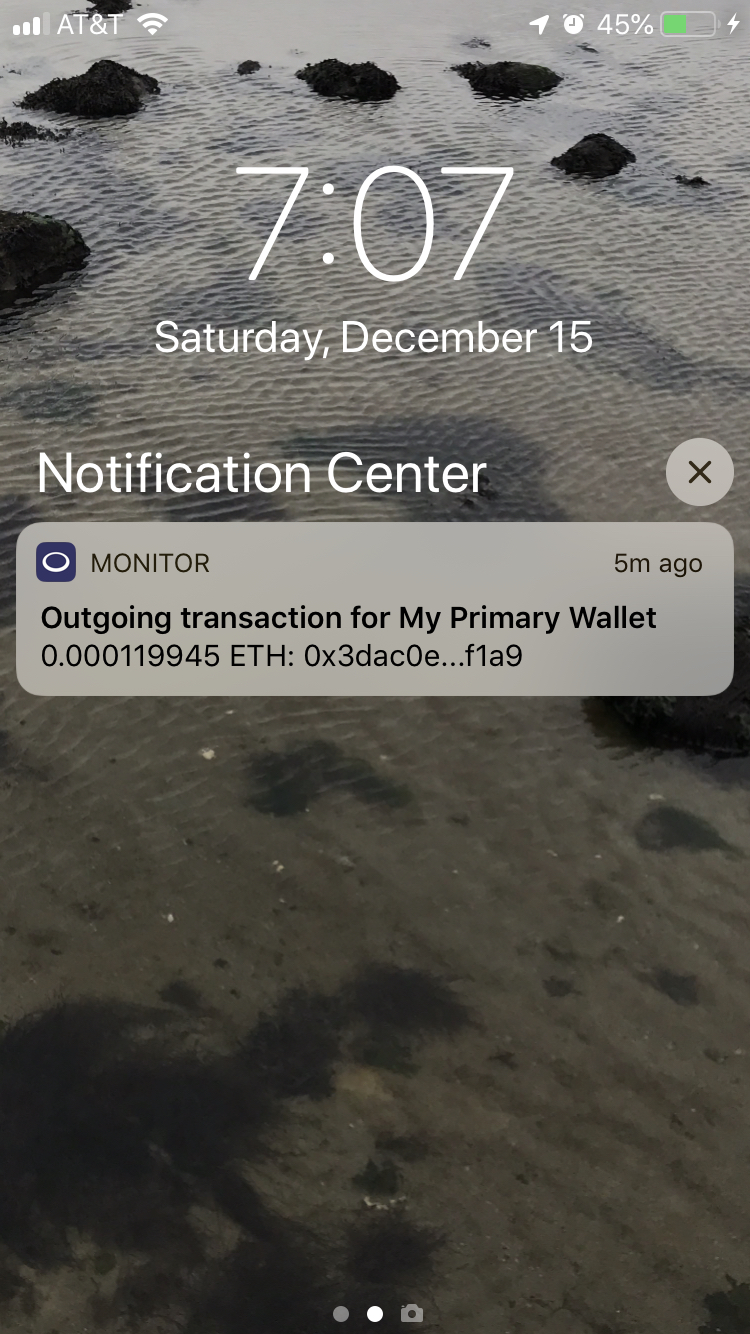 AT&T 45%
7:07
Saturday, December 15
Notification Center
MONITOR 5m ago
Outgoing transaction for My Primary Wallet
0.000119945 ETH: 0x3dac0e...f1a9